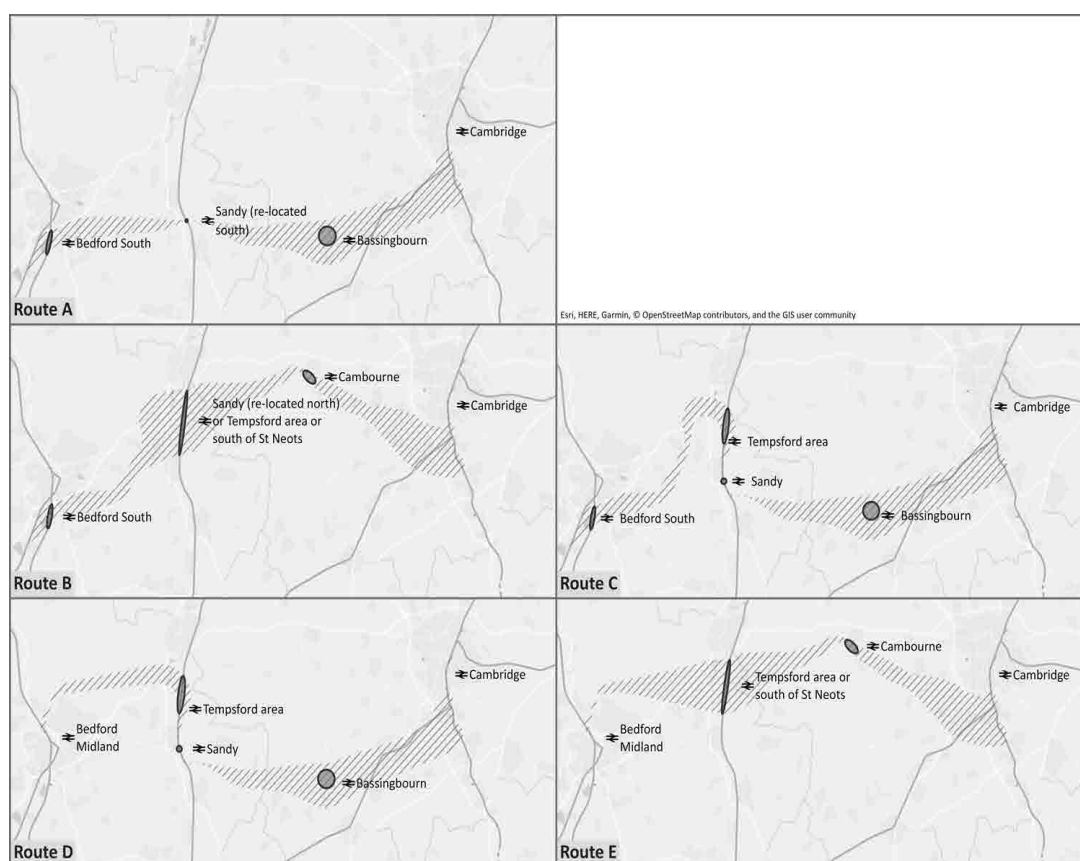 Cambridge
Sandy (re-located
south)
Bedford South
Bassingbourn
Route A
Esri, HERE, Garmin, © OpenStreetMap contributors, and the GIS user community
Cambourne
Sandy (re-located north)
or Tempsford area or
south of St Neots
Cambridge
Bedford South
Route B
Cambridge
Tempsford area
Sandy
Bedford South
Bassingbourn
Route C
Cambridge
Tempsford area
Bedford
Midland
Sandy
Bassingbourn
Route D
Cambourne
Cambridge
Tempsford area or
south of St Neots
Bedford
Midland
Route E